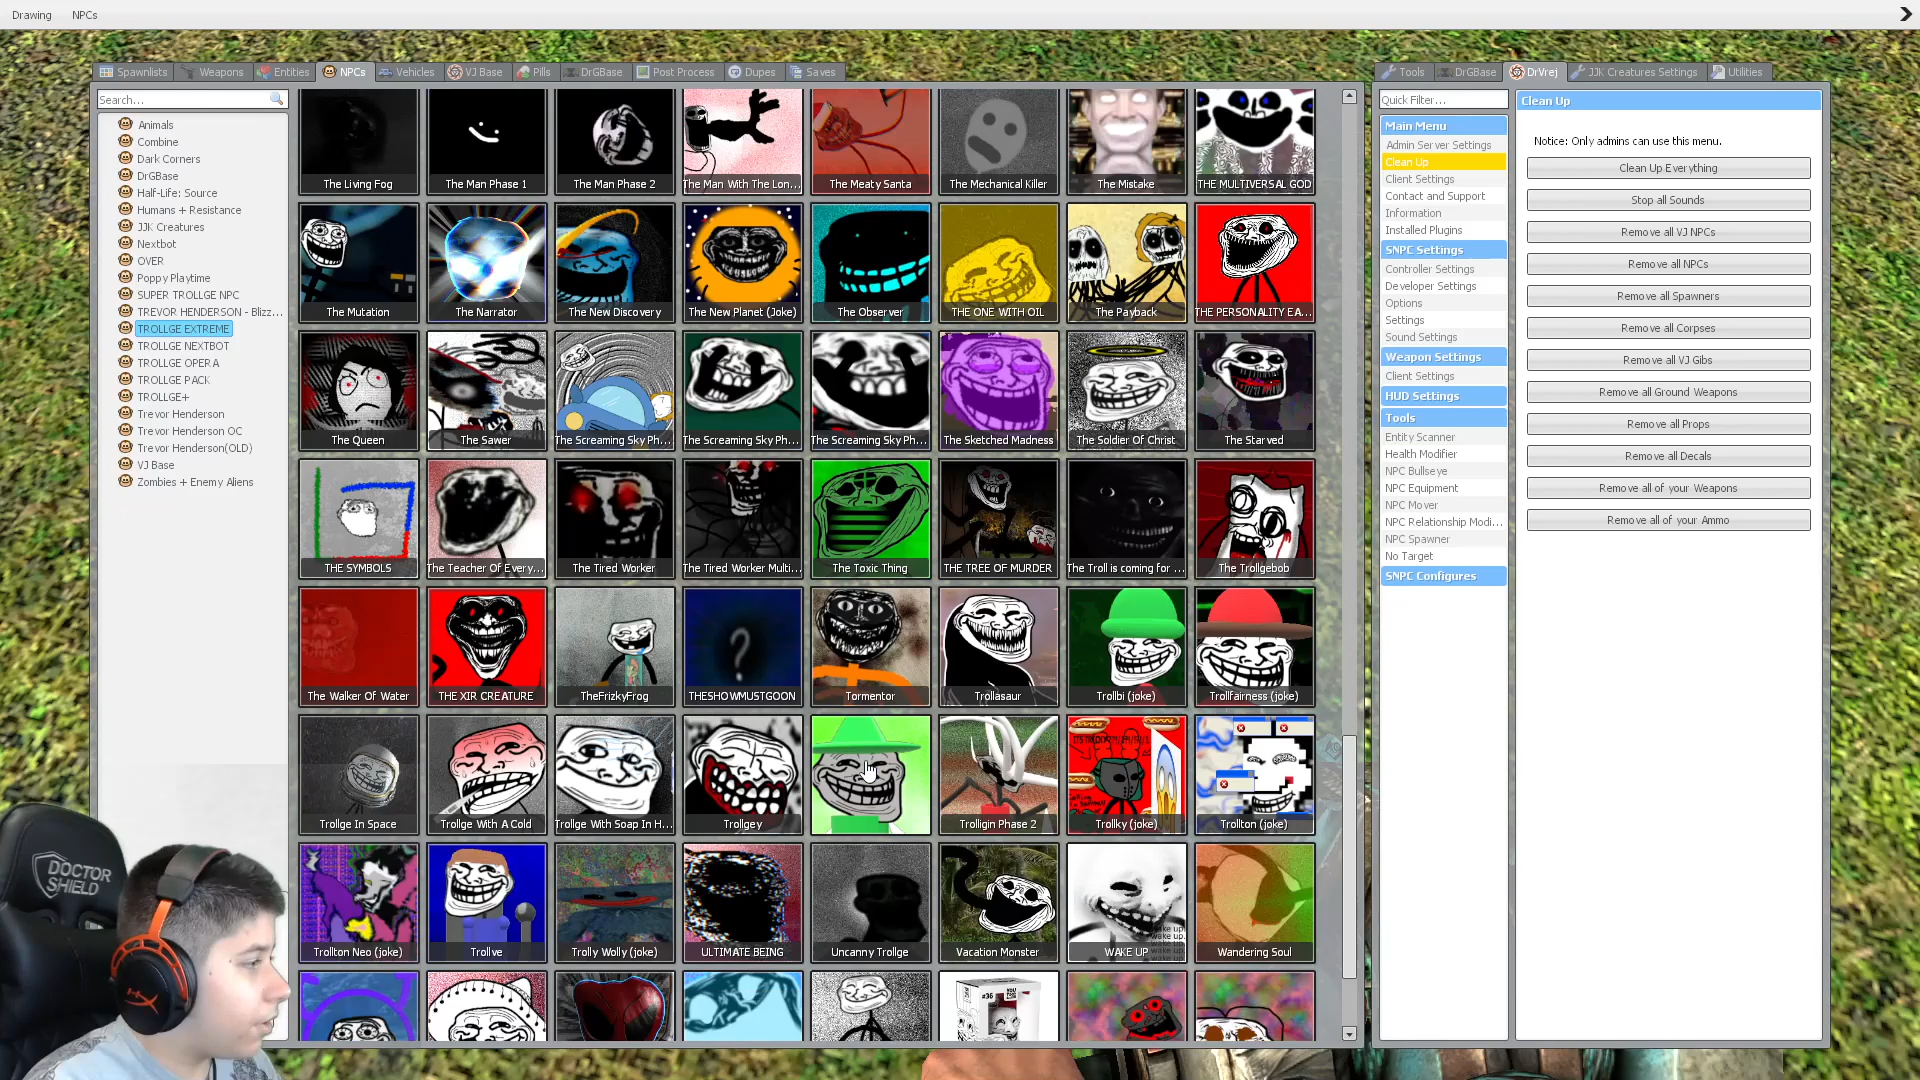 Drawing NPCs
Spawnlists Weapons Entities NPCs Vehicles VJ Base Pills DrGBase Post Process Dupes Saves
Tools DrGBase DrVrej JJK Creatures Settings Utilities
Search...
Animals
Combine
Dark Corners
DrGBase
Half-Life: Source
Humans + Resistance
JJK Creatures
Nextbot
OVER
Poppy Playtime
SUPER TROLLGE NPC
TREVOR HENDERSON - Blizz...
TROLLGE EXTREME
TROLLGE NEXTBOT
TROLLGE OPERA
TROLLGE PACK
TROLLGE+
Trevor Henderson
Trevor Henderson OC
Trevor Henderson(OLD)
VJ Base
Zombies + Enemy Aliens
The Living Fog The Man Phase 1 The Man Phase 2 The Man With The Lon... The Meaty Santa The Mechanical Killer The Mistake THE MULTIVERSAL GOD
The Mutation The Narrator The New Discovery The New Planet (Joke) The Observer THE ONE WITH OIL The Payback THE PERSONALITY EA...
The Queen The Sawer The Screaming Sky Ph... The Screaming Sky Ph... The Screaming Sky Ph... The Sketched Madness The Soldier Of Christ The Starved
THE SYMBOLS The Teacher Of Every... The Tired Worker The Tired Worker Multi... The Toxic Thing THE TREE OF MURDER The Troll is coming for ... The Trollgebob
The Walker Of Water THE XIR CREATURE TheFrizkyFrog THESHOWMUSTGOON Tormentor Trollasaur Trollbi (joke) Trollfairness (joke)
Trollge In Space Trollge With A Cold Trollge With Soap In H... Trollgey Trolligin Phase 2 Trollky (joke) Trollton (joke)
Trollton Neo (joke) Trollve Trolly Wolly (joke) ULTIMATE BEING Uncanny Trollge Vacation Monster WAKE UP Wandering Soul
wake up.
wake up.
#36
DOCTOR
SHIELD
Quick Filter...
Main Menu
Admin Server Settings
Clean Up
Client Settings
Contact and Support
Information
Installed Plugins
SNPC Settings
Controller Settings
Developer Settings
Options
Settings
Sound Settings
Weapon Settings
Client Settings
HUD Settings
Tools
Entity Scanner
Health Modifier
NPC Bullseye
NPC Equipment
NPC Mover
NPC Relationship Modi...
NPC Spawner
No Target
SNPC Configures
Clean Up
Notice: Only admins can use this menu.
Clean Up Everything
Stop all Sounds
Remove all VJ NPCs
Remove all NPCs
Remove all Spawners
Remove all Corpses
Remove all VJ Gibs
Remove all Ground Weapons
Remove all Props
Remove all Decals
Remove all of your Weapons
Remove all of your Ammo